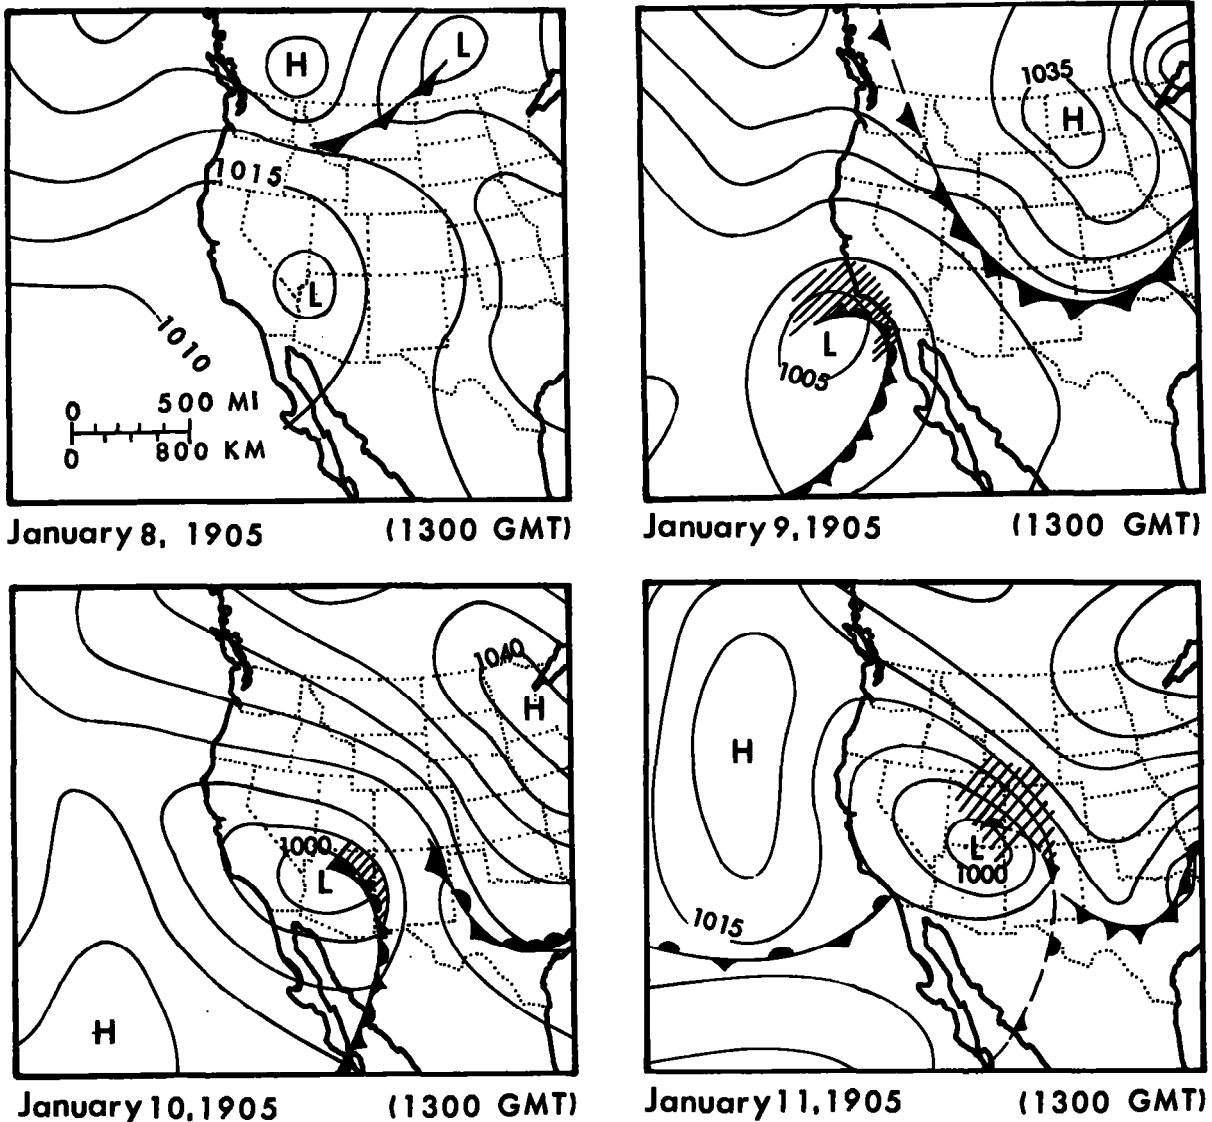 H
L
1015
L
1010
0 500 MI
0 800 KM
January 8, 1905 (1300 GMT)
1035
H
L
1005
January 9, 1905 (1300 GMT)
1040
H
1000
L
H
January 10, 1905 (1300 GMT)
H
L
1000
1015
January 11, 1905 (1300 GMT)